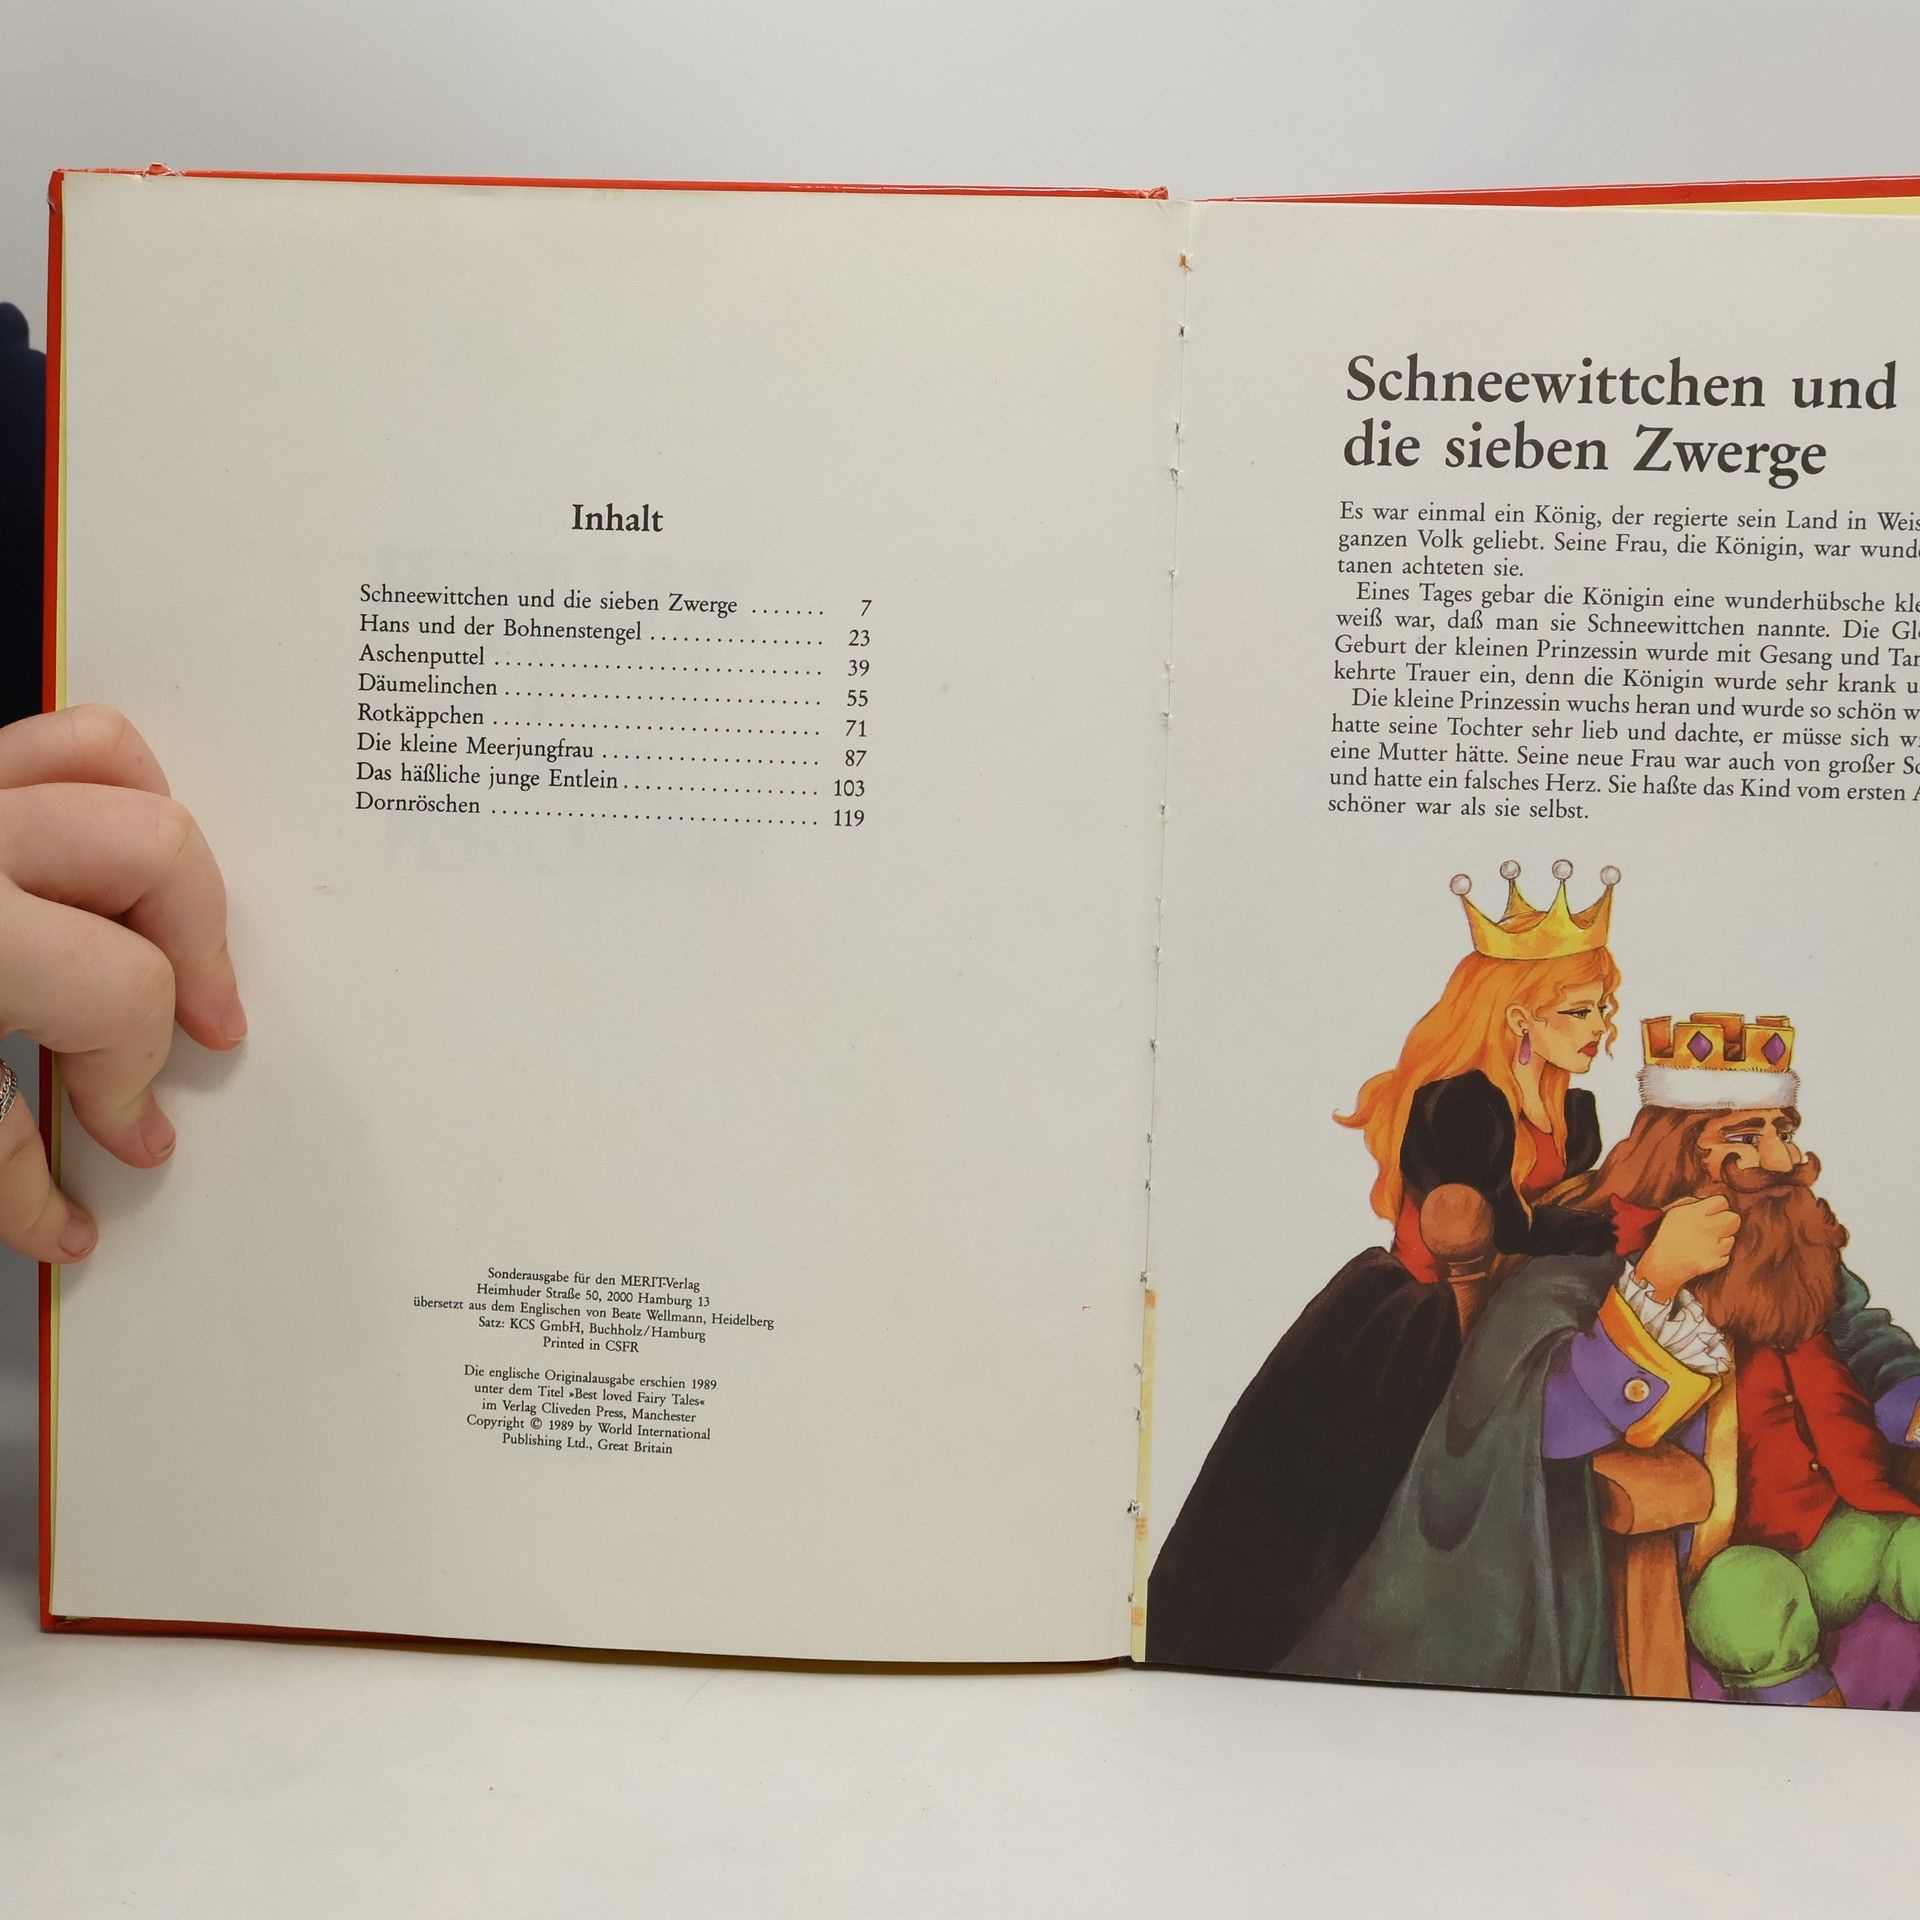 Inhalt
Schneewittchen und die sieben Zwerge ....... 7
Hans und der Bohnenstengel ................ 23
Aschenputtel .............................. 39
Däumelinchen ............................. 55
Rotkäppchen .............................. 71
Die kleine Meerjungfrau .................... 87
Das häßliche junge Entlein .................. 103
Dornröschen .............................. 119
Sonderausgabe für den MERIT-Verlag
Heimhuder Straße 50, 2000 Hamburg 13
übersetzt aus dem Englischen von Beate Wellmann, Heidelberg
Satz: KCS GmbH, Buchholz/Hamburg
Printed in CSFR
Die englische Originalausgabe erschien 1989
unter dem Titel »Best loved Fairy Tales«
im Verlag Cliveden Press, Manchester
Copyright © 1989 by World International
Publishing Ltd., Great Britain
Schneewittchen und
die sieben Zwerge
Es war einmal ein König, der regierte sein Land in
ganzen Volk geliebt. Seine Frau, die Königin, war
tanen achteten sie.
Eines Tages gebar die Königin eine wunderhübsche
weiß war, daß man sie Schneewittchen nannte. Die
Geburt der kleinen Prinzessin wurde mit Gesang und
kehrte Trauer ein, denn die Königin wurde sehr krank
Die kleine Prinzessin wuchs heran und wurde so schön
hatte seine Tochter sehr lieb und dachte, er müsse sich
eine Mutter hätte. Seine neue Frau war auch von großer
und hatte ein falsches Herz. Sie haßte das Kind vom ersten
schöner war als sie selbst.